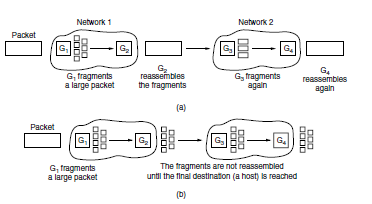 Network 1
Network 2
Packet
G1
G2
G3
G4
G1 fragments
a large packet
G2
reassembles
the fragments
G3 fragments
again
G4
reassembles
again
(a)
Packet
G1
G2
G3
G4
G1 fragments
a large packet
The fragments are not reassembled
until the final destination (a host) is reached
(b)